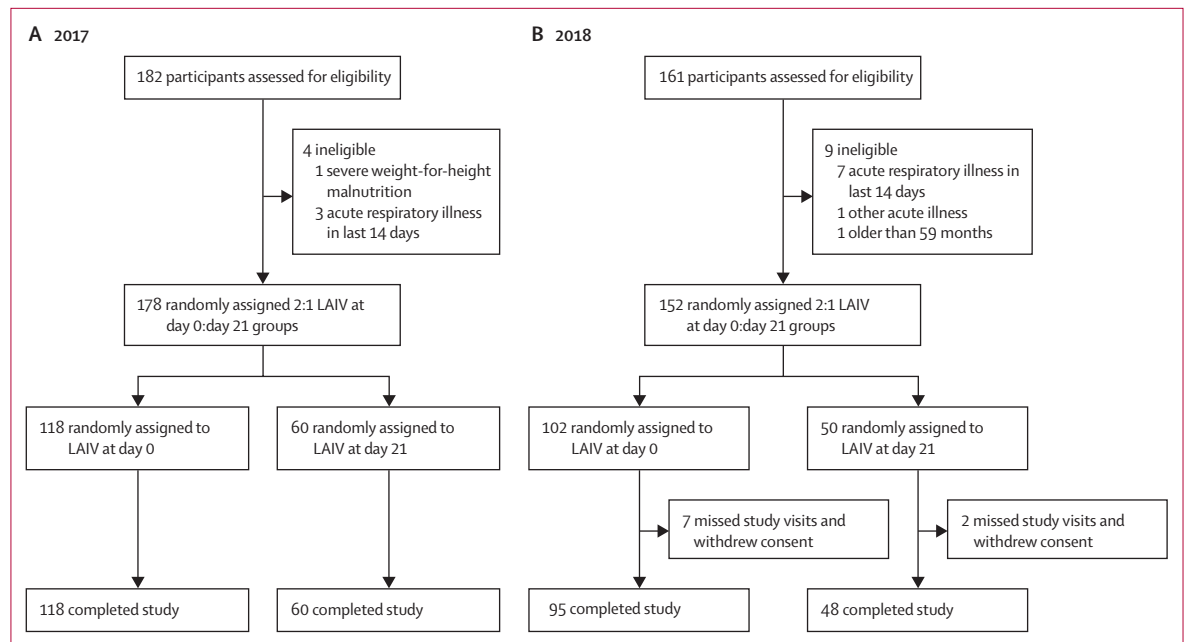 A 2017
182 participants assessed for eligibility
4 ineligible
1 severe weight-for-height
malnutrition
3 acute respiratory illness
in last 14 days
178 randomly assigned 2:1 LAIV at
day 0:day 21 groups
118 randomly assigned to
LAIV at day 0
60 randomly assigned to
LAIV at day 21
118 completed study
60 completed study
B 2018
161 participants assessed for eligibility
9 ineligible
7 acute respiratory illness in
last 14 days
1 other acute illness
1 older than 59 months
152 randomly assigned 2:1 LAIV
at day 0:day 21 groups
102 randomly assigned to
LAIV at day 0
50 randomly assigned to
LAIV at day 21
7 missed study visits and
withdrew consent
2 missed study visits and
withdrew consent
95 completed study
48 completed study